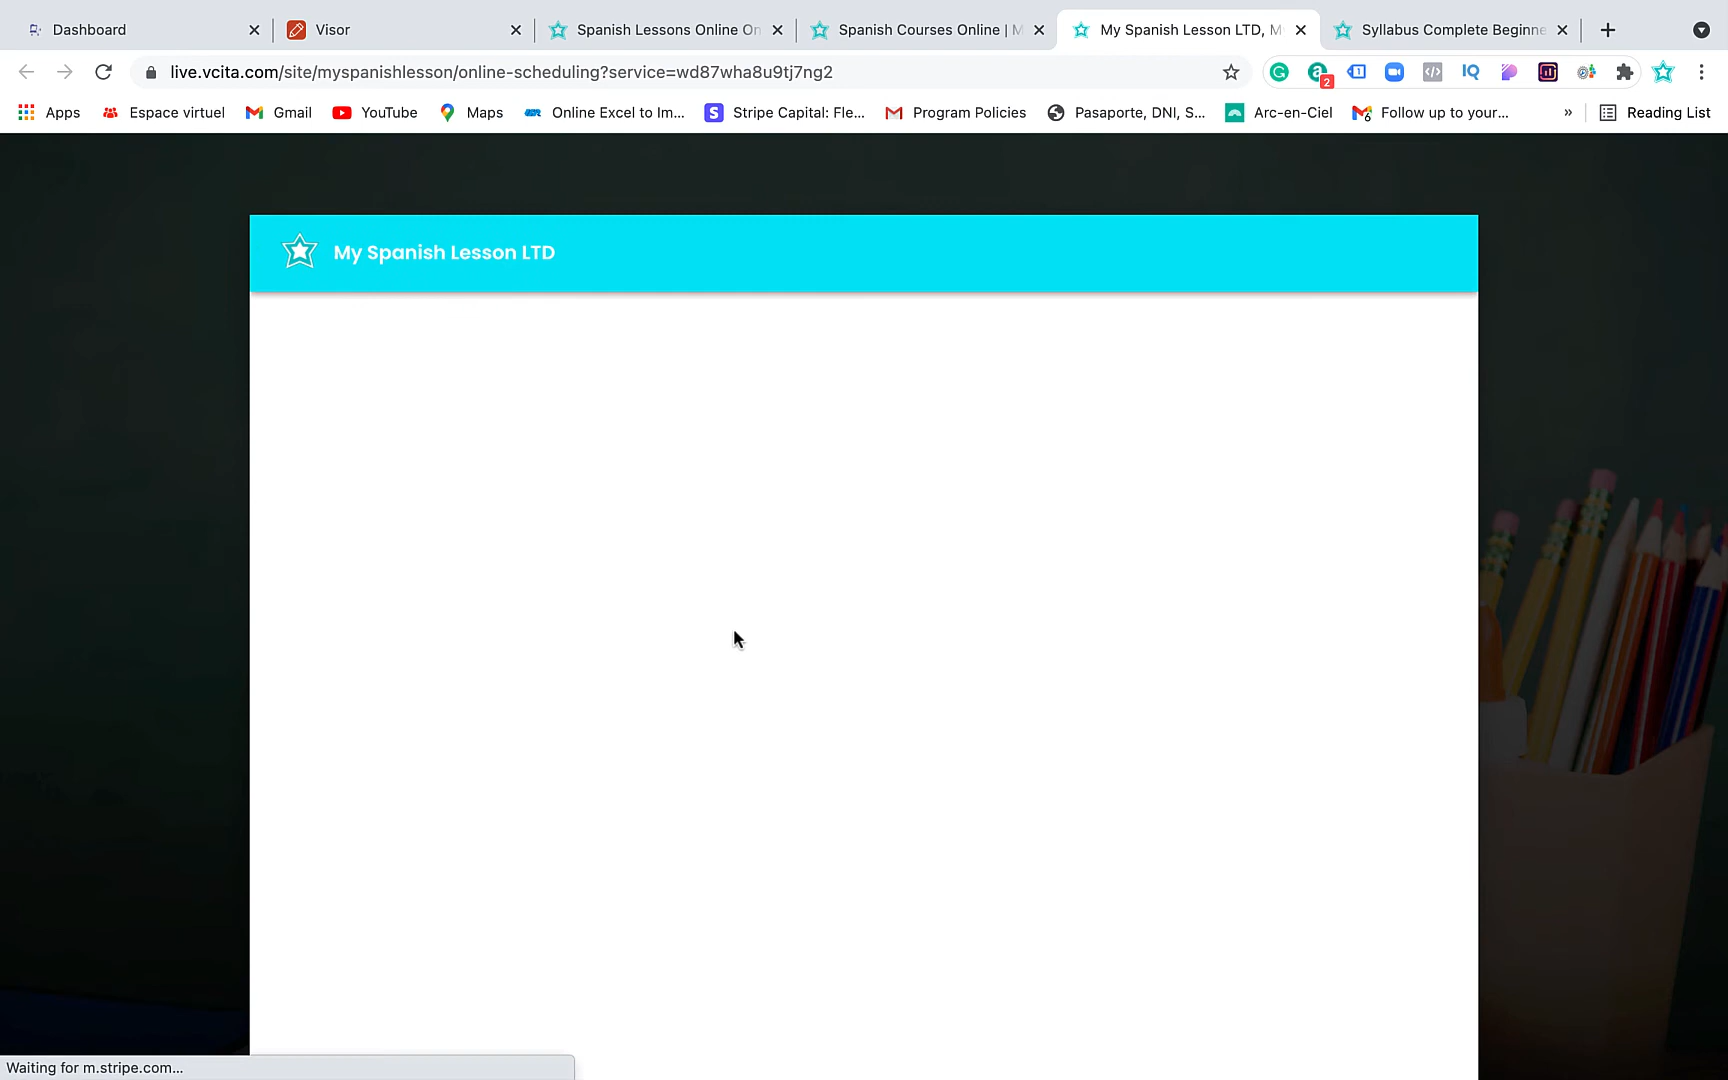 Dashboard
Visor
Spanish Lessons Online On
Spanish Courses Online | M
My Spanish Lesson LTD, M
Syllabus Complete Beginne
live.vcita.com/site/myspanishlesson/online-scheduling?service=wd87wha8u9tj7ng2
2
IQ
Apps
Espace virtuel
Gmail
YouTube
Maps
Online Excel to Im...
Stripe Capital: Fle...
Program Policies
Pasaporte, DNI, S...
Arc-en-Ciel
Follow up to your...
»
Reading List
My Spanish Lesson LTD
Waiting for m.stripe.com...